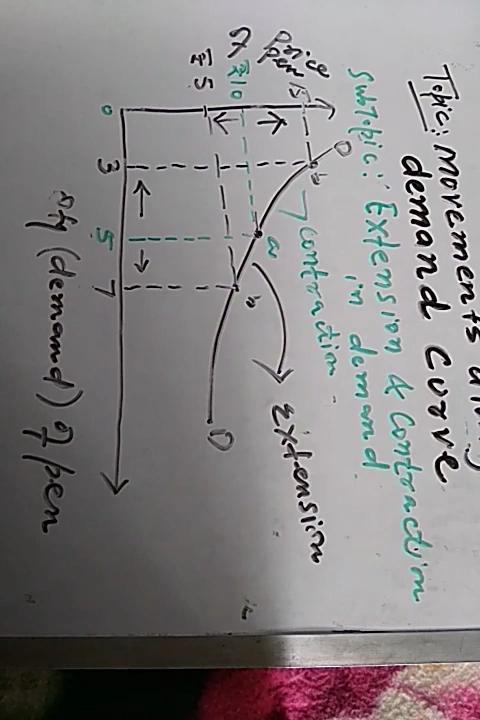 Topic: Movements along
demand curve
SubTopic: Extension & Contraction
in demand
Price
pen
15
₹10
₹ 5
D
b
contraction
a
b
Extension
D
0
3
5
7
Qty (demand) of pen